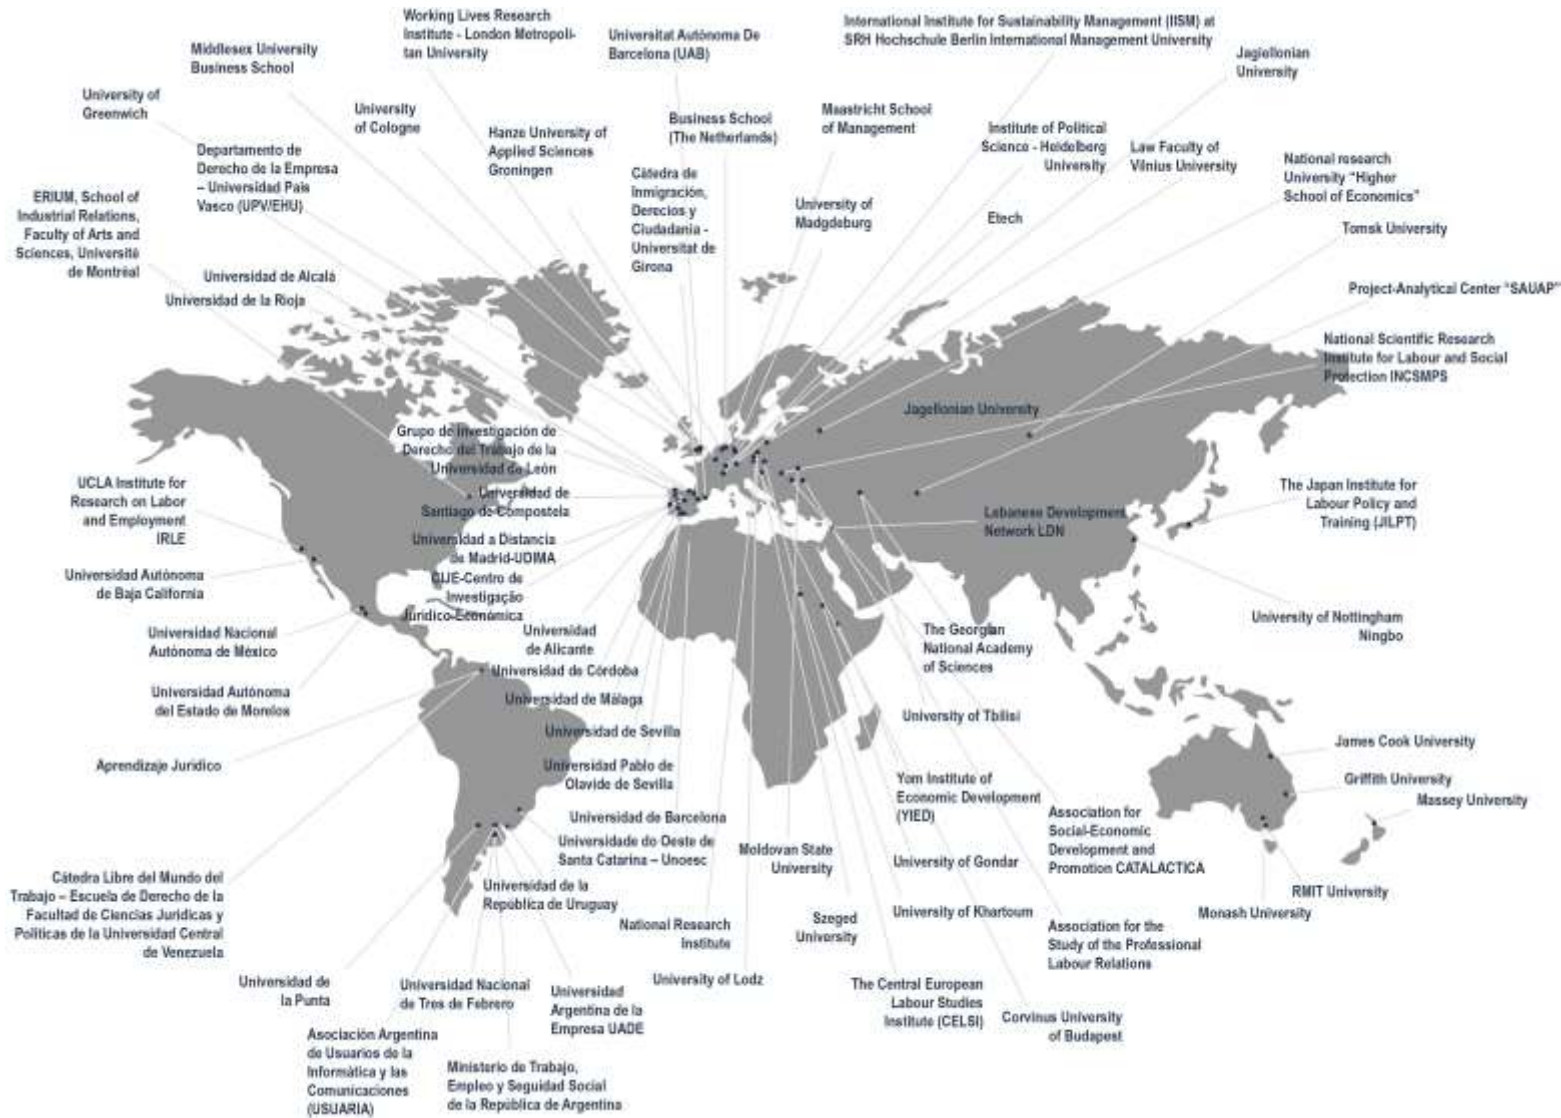 Working Lives Research
Institute - London Metropoli-
tan University
Middlesex University
Business School
Universitat Autònoma De
Barcelona (UAB)
International Institute for Sustainability Management (IISM) at
SRH Hochschule Berlin International Management University
Jagiellonian
University
University of
Greenwich
University
of Cologne
Hanze University of
Applied Sciences
Groningen
Business School
(The Netherlands)
Maastricht School
of Management
Institute of Political
Science - Heidelberg
University
Law Faculty of
Vilnius University
National research
University "Higher
School of Economics"
Departamento de
Derecho de la Empresa
– Universidad Pais
Vasco (UPV/EHU)
ERIUM, School of
Industrial Relations,
Faculty of Arts and
Sciences, Université
de Montréal
Cátedra de
Inmigración,
Derecios y
Ciudadania -
Universitat de
Girona
University of
Madgdeburg
Etech
Tomsk University
Universidad de Alcalá
Universidad de la Rioja
Project-Analytical Center "SAUAP"
National Scientific Research
Institute for Labour and Social
Protection INCSMPS
Jagellonian University
Grupo de Investigación de
Derecho del Trabajo de la
Universidad de León
UCLA Institute for
Research on Labor
and Employment
IRLE
Universidad de
Santiago de Compostela
The Japan Institute for
Labour Policy and
Training (JILPT)
Lebanese Development
Network LDN
Universidad a Distancia
de Madrid-UDIMA
Universidad Autónoma
de Baja California
CIJE-Centro de
Investigação
Jurídico-Económica
Universidad Nacional
Autónoma de México
Universidad
de Alicante
The Georgian
National Academy
of Sciences
University of Nottingham
Ningbo
Universidad de Córdoba
Universidad Autónoma
del Estado de Morelos
Universidad de Málaga
University of Tbilisi
Universidad de Sevilla
James Cook University
Aprendizaje Jurídico
Universidad Pablo de
Olavide de Sevilla
Yom Institute of
Economic Development
(YIED)
Griffith University
Massey University
Universidad de Barcelona
Association for
Social-Economic
Development and
Promotion CATALACTICA
Universidade do Oeste de
Santa Catarina – Unoesc
Moldovan State
University
University of Gondar
Cátedra Libre del Mundo del
Trabajo – Escuela de Derecho de la
Facultad de Ciencias Jurídicas y
Políticas de la Universidad Central
de Venezuela
Universidad de la
República de Uruguay
RMIT University
Monash University
National Research
Institute
Szeged
University
University of Khartoum
Association for the
Study of the Professional
Labour Relations
Universidad de
la Punta
Universidad Nacional
de Tres de Febrero
Universidad
Argentina de la
Empresa UADE
University of Lodz
The Central European
Labour Studies
Institute (CELSI)
Corvinus University
of Budapest
Asociación Argentina
de Usuarios de la
Informática y las
Comunicaciones
(USUARIA)
Ministerio de Trabajo,
Empleo y Seguidad Social
de la República de Argentina